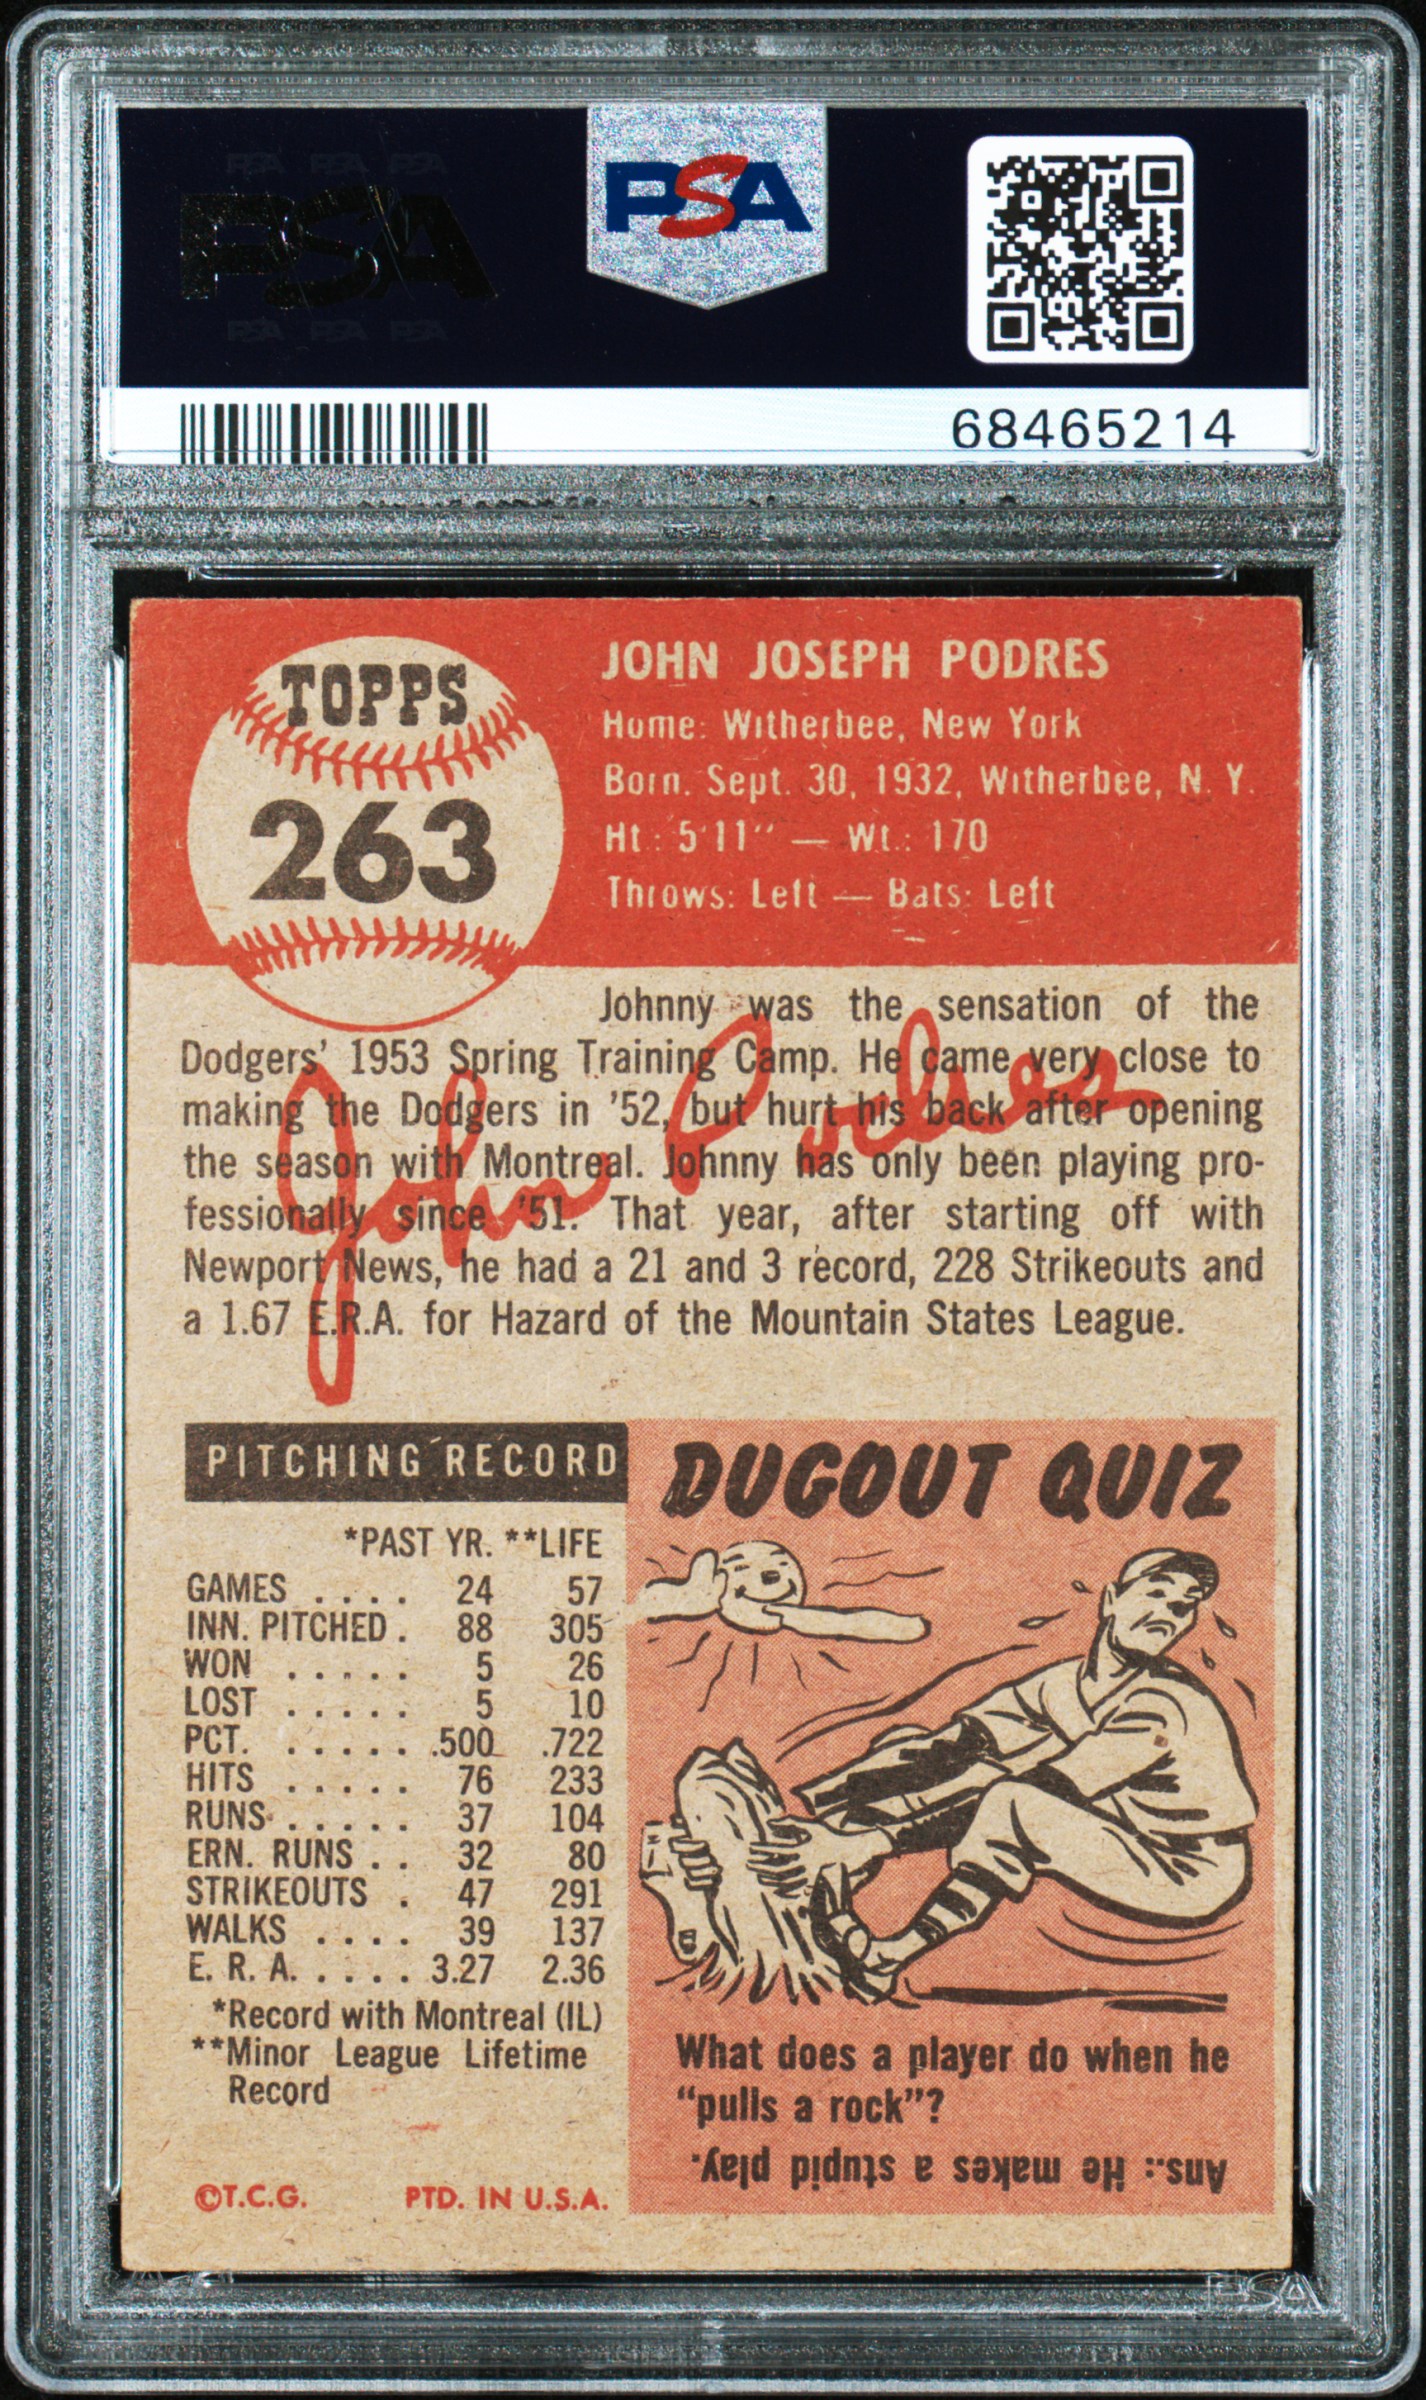 PSA PSA PSA
PSA
PSA PSA PSA
PSA
68465214
TOPPS
263
JOHN JOSEPH PODRES
Home: Witherbee, New York
Born. Sept. 30, 1932, Witherbee, N. Y.
Ht.: 5'11" — Wt.: 170
Throws: Left — Bats: Left
Johnny was the sensation of the
Dodgers' 1953 Spring Training Camp. He came very close to
making the Dodgers in '52, but hurt his back after opening
the season with Montreal. Johnny has only been playing pro-
fessionally since '51. That year, after starting off with
Newport News, he had a 21 and 3 record, 228 Strikeouts and
a 1.67 E.R.A. for Hazard of the Mountain States League.
John Podres
PITCHING RECORD
*PAST YR. **LIFE
GAMES .... 24 57
INN. PITCHED . 88 305
WON ..... 5 26
LOST ..... 5 10
PCT. ..... .500 .722
HITS ..... 76 233
RUNS ..... 37 104
ERN. RUNS .. 32 80
STRIKEOUTS . 47 291
WALKS .... 39 137
E. R. A. .... 3.27 2.36
*Record with Montreal (IL)
**Minor League Lifetime
Record
©T.C.G. PTD. IN U.S.A.
DUGOUT QUIZ
What does a player do when he
"pulls a rock"?
Ans.: He makes a stupid play.
PSA